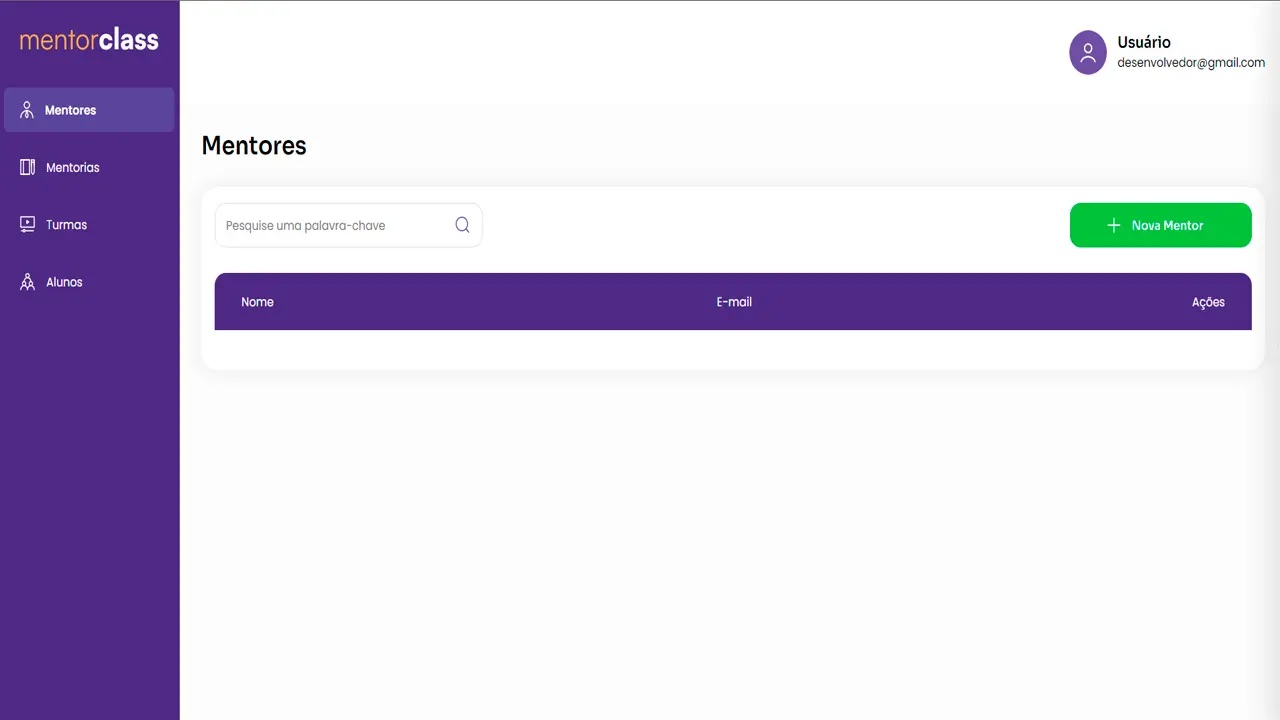 mentorclass
Usuário
desenvolvedor@gmail.com
Mentores
Mentorias
Turmas
Alunos
Mentores
Pesquise uma palavra-chave
Nova Mentor
Nome E-mail Ações